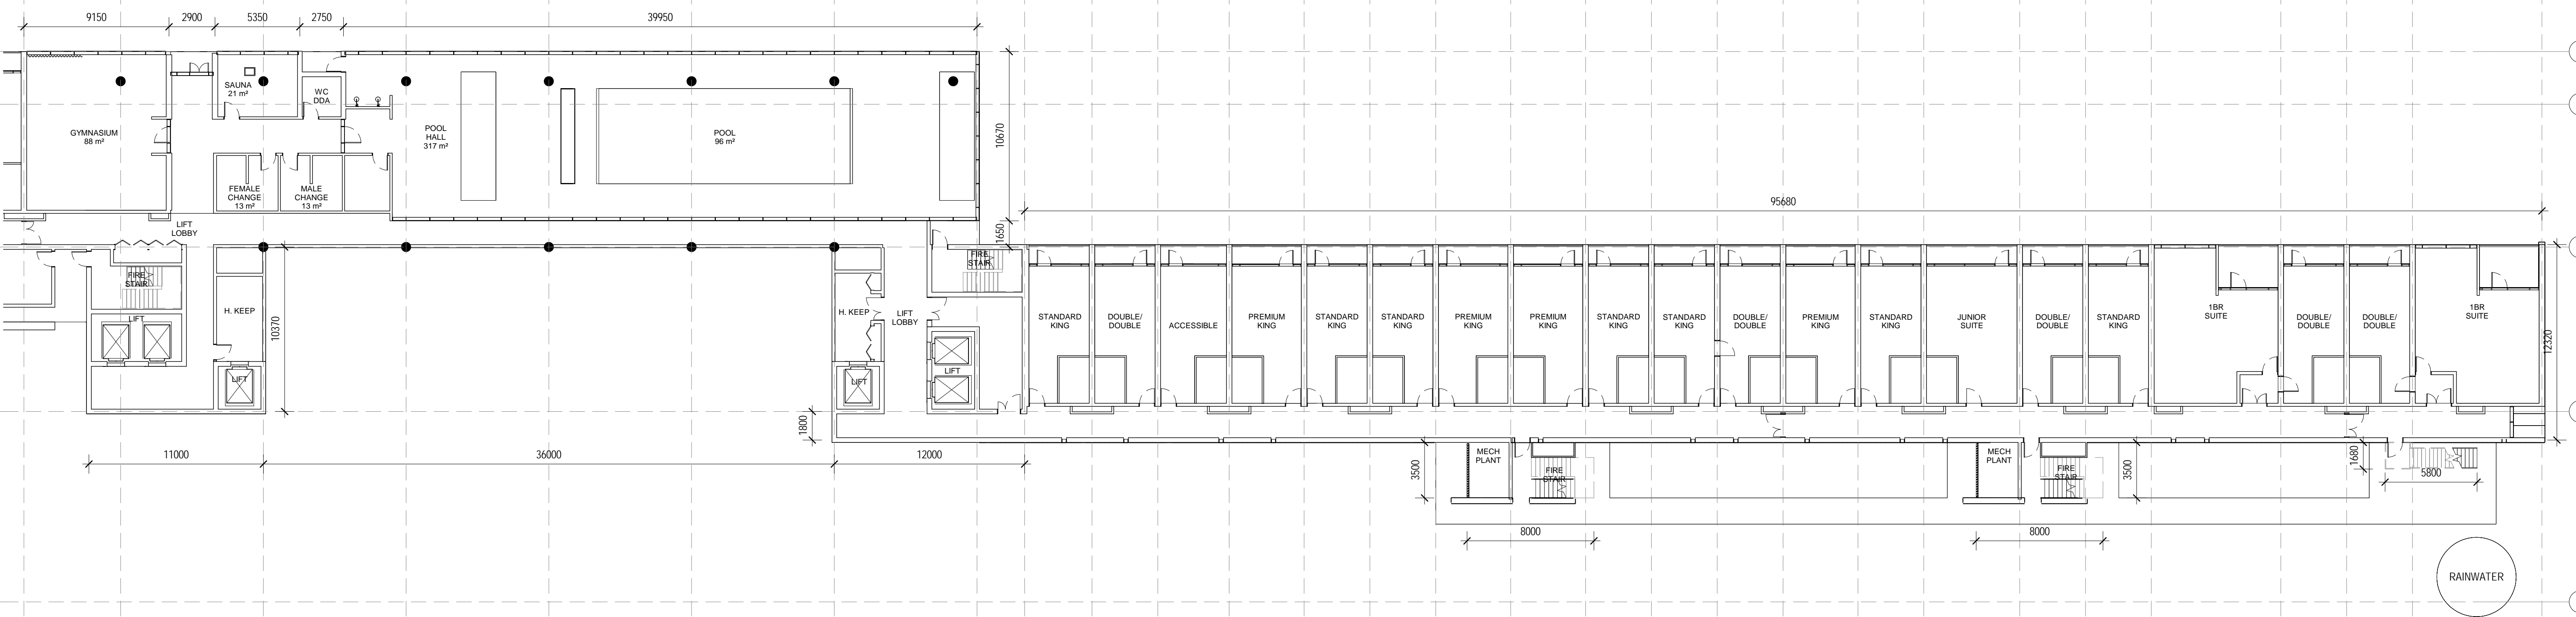 9150
2900
5350
2750
39950
SAUNA
21 m²
WC
DDA
GYMNASIUM
88 m²
POOL
HALL
317 m²
POOL
96 m²
10670
FEMALE
CHANGE
13 m²
MALE
CHANGE
13 m²
95680
LIFT
LOBBY
1650
FIRE
STAIR
FIRE
STAIR
H. KEEP
10370
H. KEEP
LIFT
LOBBY
LIFT
LIFT
LIFT
LIFT
STANDARD
KING
DOUBLE/
DOUBLE
ACCESSIBLE
PREMIUM
KING
STANDARD
KING
STANDARD
KING
PREMIUM
KING
PREMIUM
KING
STANDARD
KING
STANDARD
KING
DOUBLE/
DOUBLE
PREMIUM
KING
STANDARD
KING
JUNIOR
SUITE
DOUBLE/
DOUBLE
STANDARD
KING
1BR
SUITE
DOUBLE/
DOUBLE
DOUBLE/
DOUBLE
1BR
SUITE
12320
1800
11000
36000
12000
3500
MECH
PLANT
FIRE
STAIR
MECH
PLANT
FIRE
STAIR
3500
1680
5800
8000
8000
RAINWATER